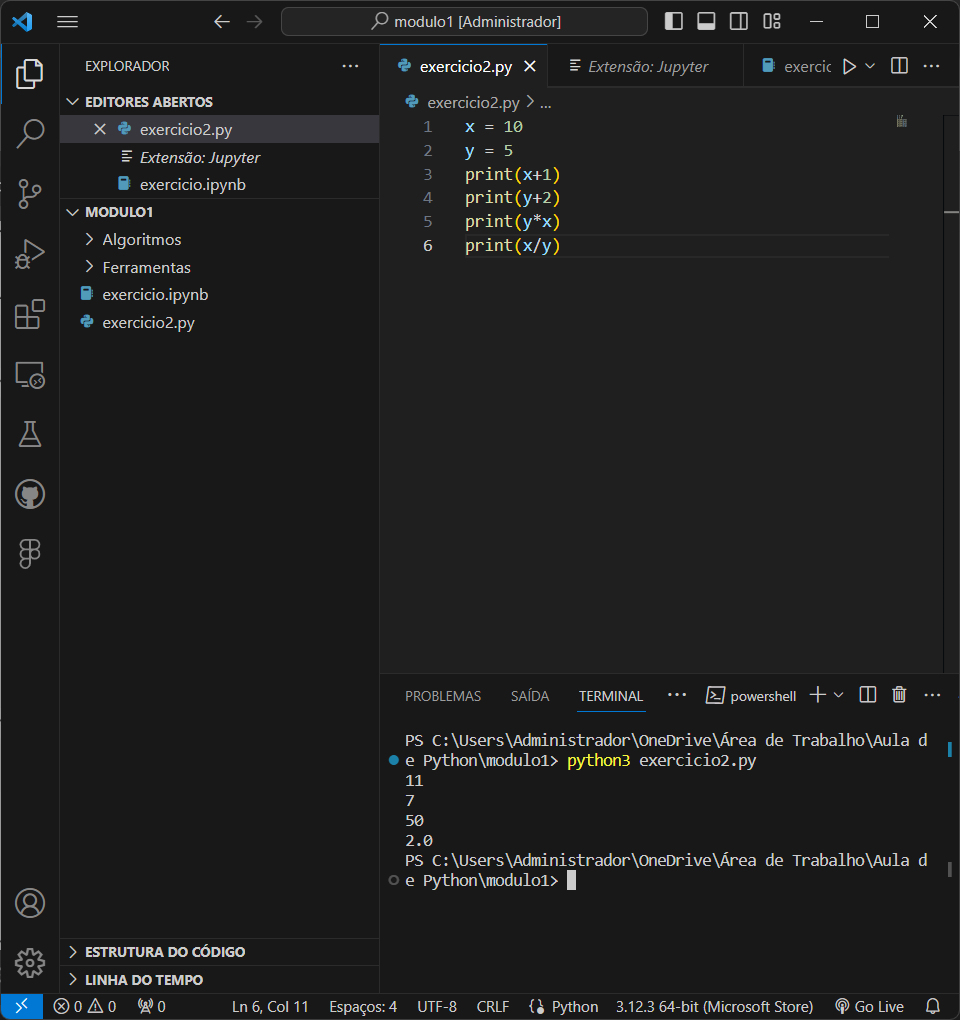 modulo1 [Administrador]
EXPLORADOR
EDITORES ABERTOS
exercicio2.py
Extensão: Jupyter
exercicio.ipynb
MODULO1
Algoritmos
Ferramentas
exercicio.ipynb
exercicio2.py
ESTRUTURA DO CÓDIGO
LINHA DO TEMPO
exercicio2.py
Extensão: Jupyter
exercic
exercicio2.py > ...
1 x = 10
2 y = 5
3 print(x+1)
4 print(y+2)
5 print(y*x)
6 print(x/y)
PROBLEMAS SAÍDA TERMINAL ... powershell
PS C:\Users\Administrador\OneDrive\Área de Trabalho\Aula d
e Python\modulo1> python3 exercicio2.py
11
7
50
2.0
PS C:\Users\Administrador\OneDrive\Área de Trabalho\Aula d
e Python\modulo1>
0 0 0 Ln 6, Col 11 Espaços: 4 UTF-8 CRLF Python 3.12.3 64-bit (Microsoft Store) Go Live